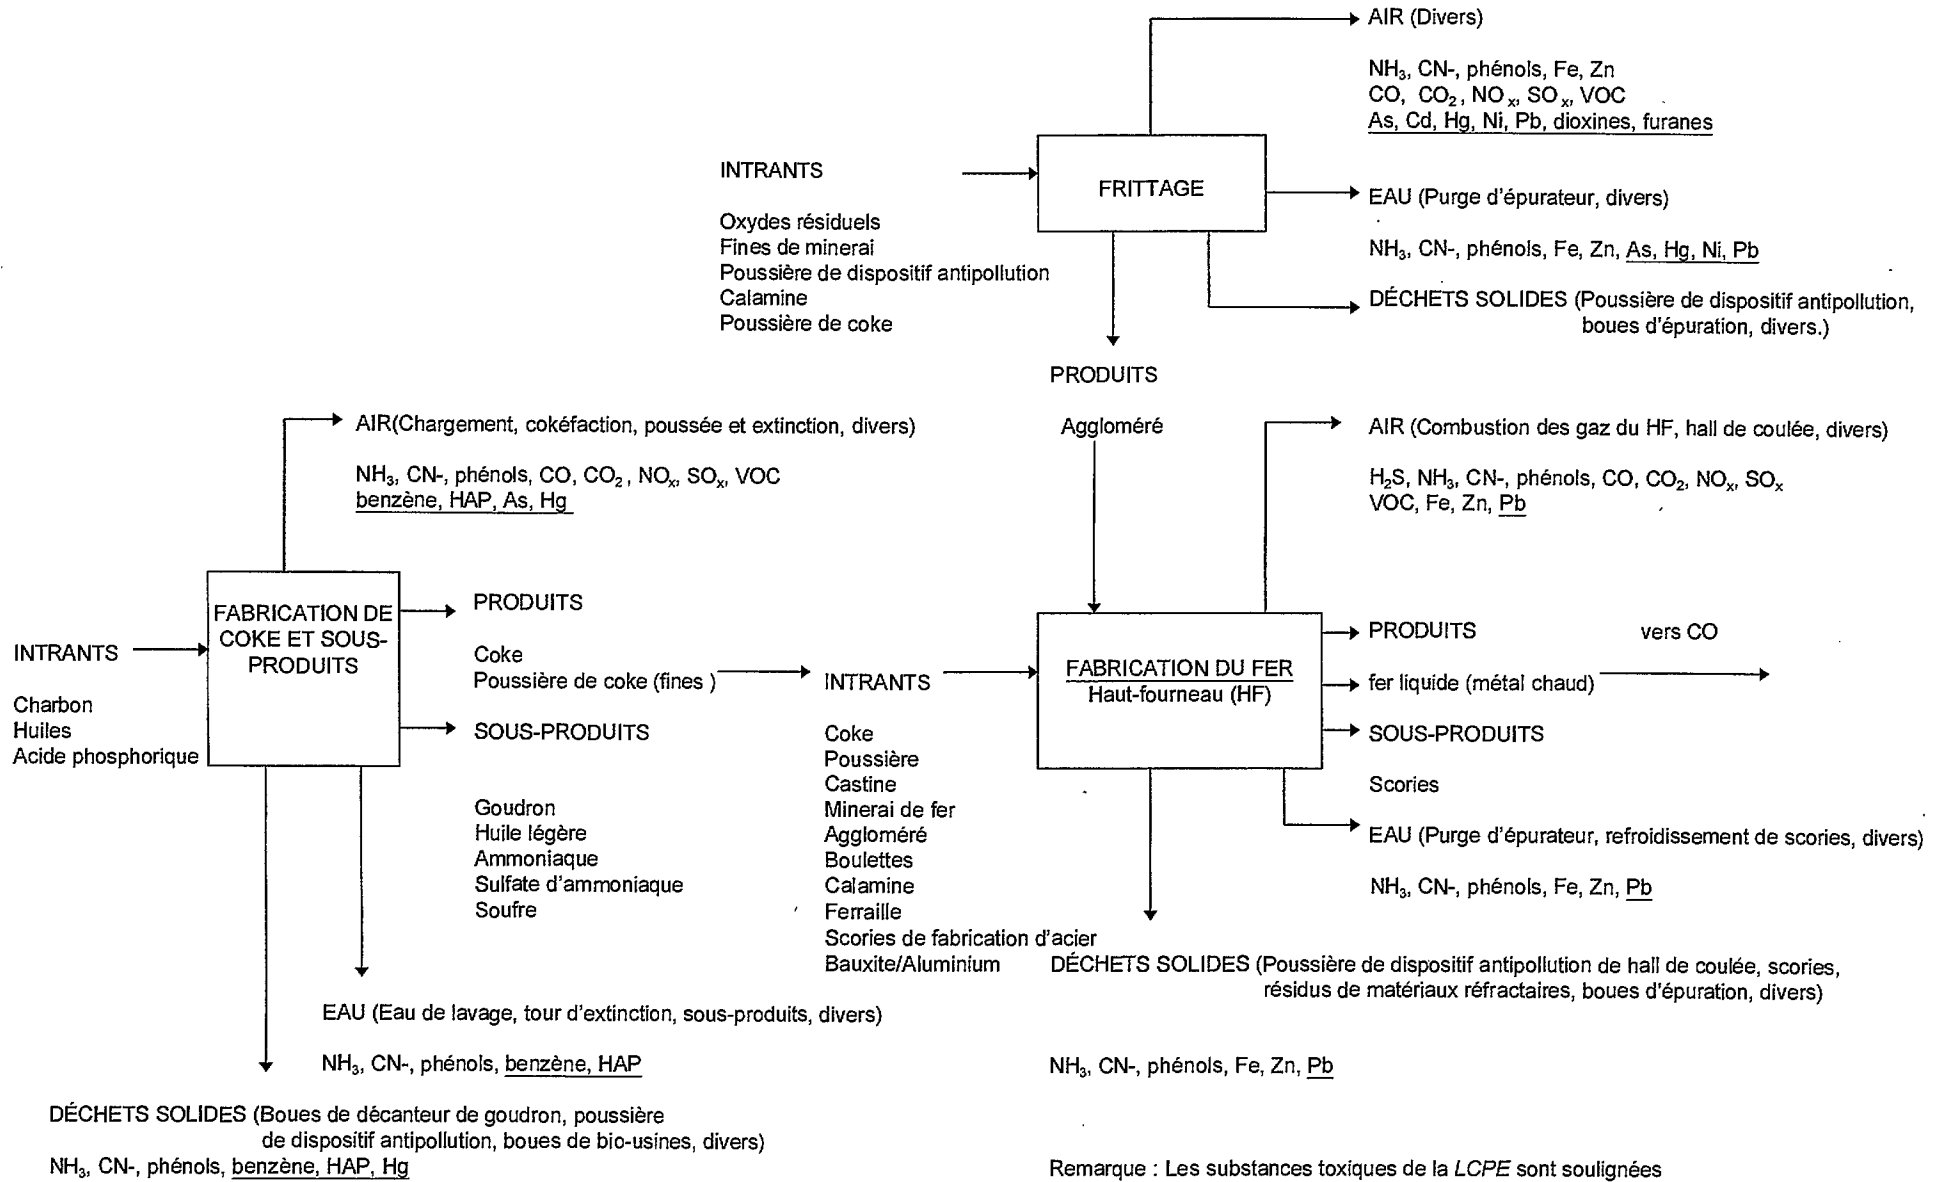 AIR (Divers)
NH₃, CN-, phénols, Fe, Zn
CO, CO₂, NOₓ, SOₓ, VOC
As, Cd, Hg, Ni, Pb, dioxines, furanes
INTRANTS
FRITTAGE
Oxydes résiduels
Fines de minerai
Poussière de dispositif antipollution
Calamine
Poussière de coke
EAU (Purge d'épurateur, divers)
NH₃, CN-, phénols, Fe, Zn, As, Hg, Ni, Pb
DÉCHETS SOLIDES (Poussière de dispositif antipollution,
boues d'épuration, divers.)
PRODUITS
Aggloméré
AIR(Chargement, cokéfaction, poussée et extinction, divers)
NH₃, CN-, phénols, CO, CO₂, NOₓ, SOₓ, VOC
benzène, HAP, As, Hg
AIR (Combustion des gaz du HF, hall de coulée, divers)
H₂S, NH₃, CN-, phénols, CO, CO₂, NOₓ, SOₓ
VOC, Fe, Zn, Pb
INTRANTS
Charbon
Huiles
Acide phosphorique
FABRICATION DE
COKE ET SOUS-
PRODUITS
PRODUITS
Coke
Poussière de coke (fines )
SOUS-PRODUITS
Goudron
Huile légère
Ammoniaque
Sulfate d'ammoniaque
Soufre
INTRANTS
Coke
Poussière
Castine
Minerai de fer
Aggloméré
Boulettes
Calamine
Ferraille
Scories de fabrication d'acier
Bauxite/Aluminium
FABRICATION DU FER
Haut-fourneau (HF)
PRODUITS
vers CO
fer liquide (métal chaud)
SOUS-PRODUITS
Scories
EAU (Purge d'épurateur, refroidissement de scories, divers)
NH₃, CN-, phénols, Fe, Zn, Pb
DÉCHETS SOLIDES (Poussière de dispositif antipollution de hall de coulée, scories,
résidus de matériaux réfractaires, boues d'épuration, divers)
NH₃, CN-, phénols, Fe, Zn, Pb
EAU (Eau de lavage, tour d'extinction, sous-produits, divers)
NH₃, CN-, phénols, benzène, HAP
DÉCHETS SOLIDES (Boues de décanteur de goudron, poussière
de dispositif antipollution, boues de bio-usines, divers)
NH₃, CN-, phénols, benzène, HAP, Hg
Remarque : Les substances toxiques de la LCPE sont soulignées